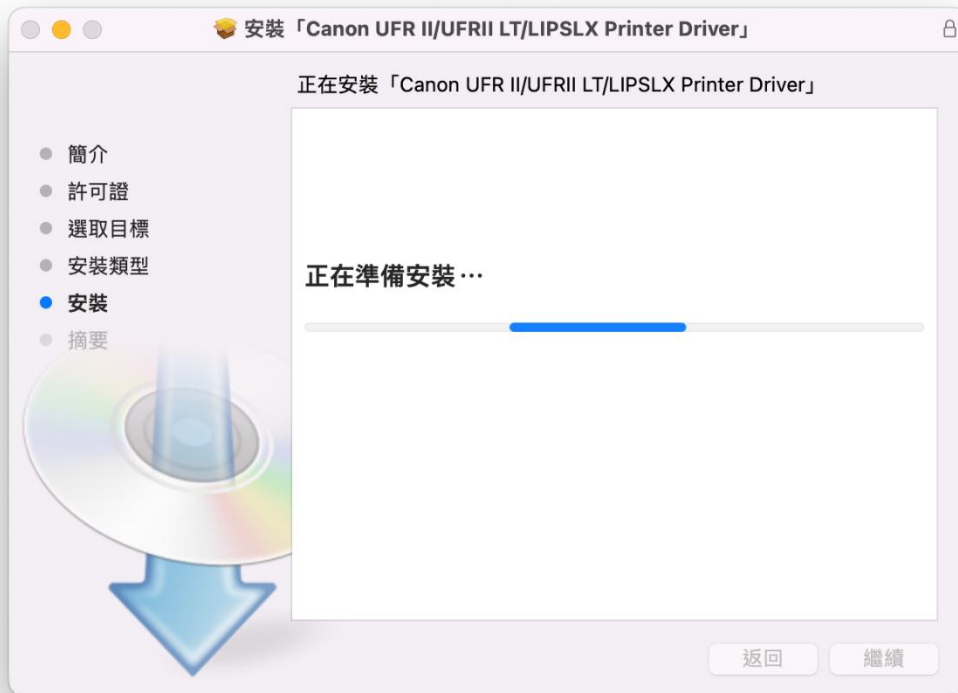 安裝「Canon UFR II/UFRII LT/LIPSLX Printer Driver」
正在安裝「Canon UFR II/UFRII LT/LIPSLX Printer Driver」
簡介
許可證
選取目標
安裝類型
安裝
摘要
正在準備安裝⋯
返回
繼續